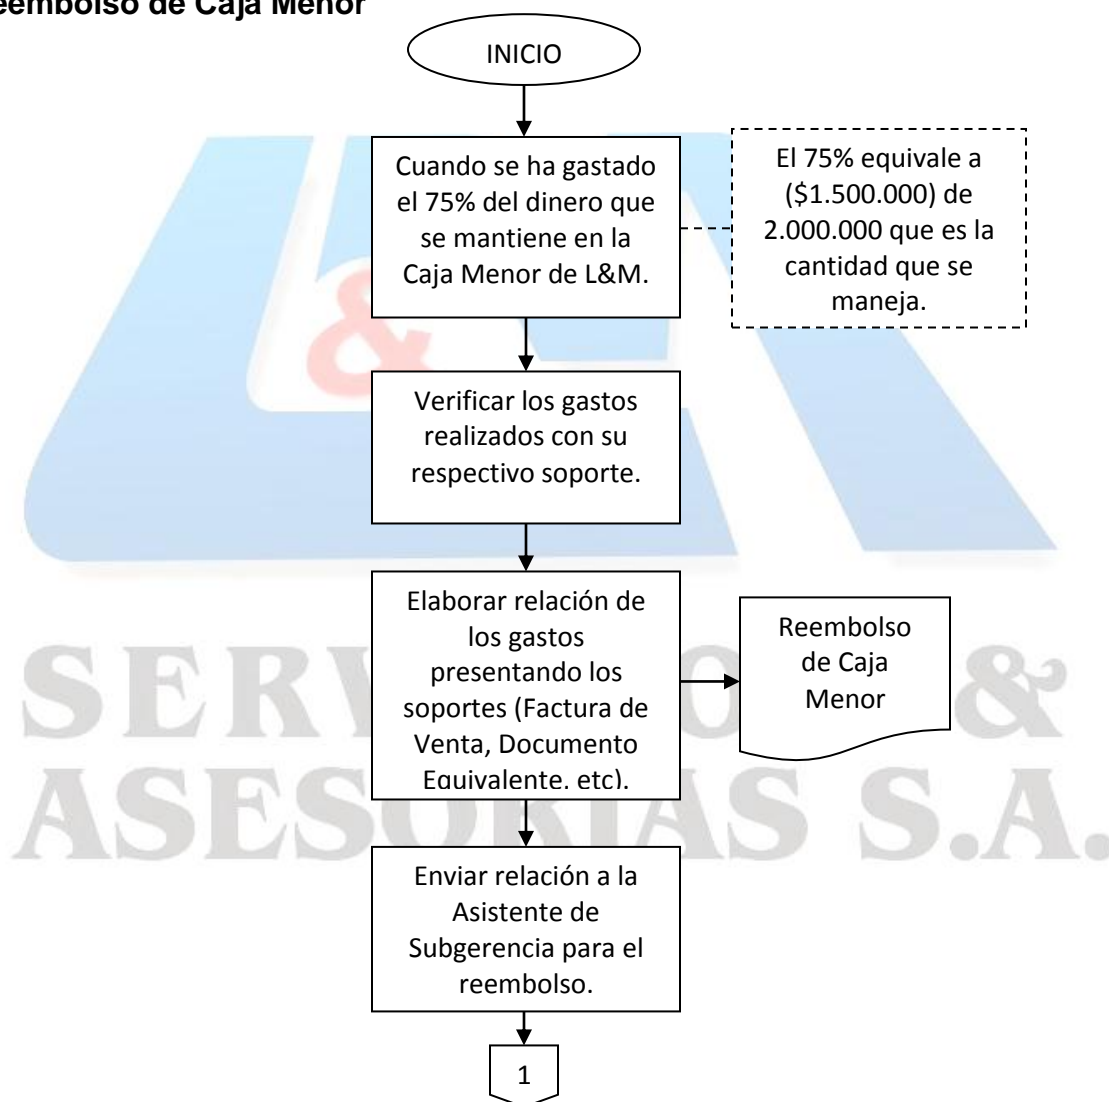 eembolso de Caja Menor
INICIO
Cuando se ha gastado
el 75% del dinero que
se mantiene en la
Caja Menor de L&M.
El 75% equivale a
($1.500.000) de
2.000.000 que es la
cantidad que se
maneja.
Verificar los gastos
realizados con su
respectivo soporte.
Elaborar relación de
los gastos
presentando los
soportes (Factura de
Venta, Documento
Equivalente. etc).
Reembolso
de Caja
Menor
Enviar relación a la
Asistente de
Subgerencia para el
reembolso.
1
&
SERV O &
ASESORIAS S.A.